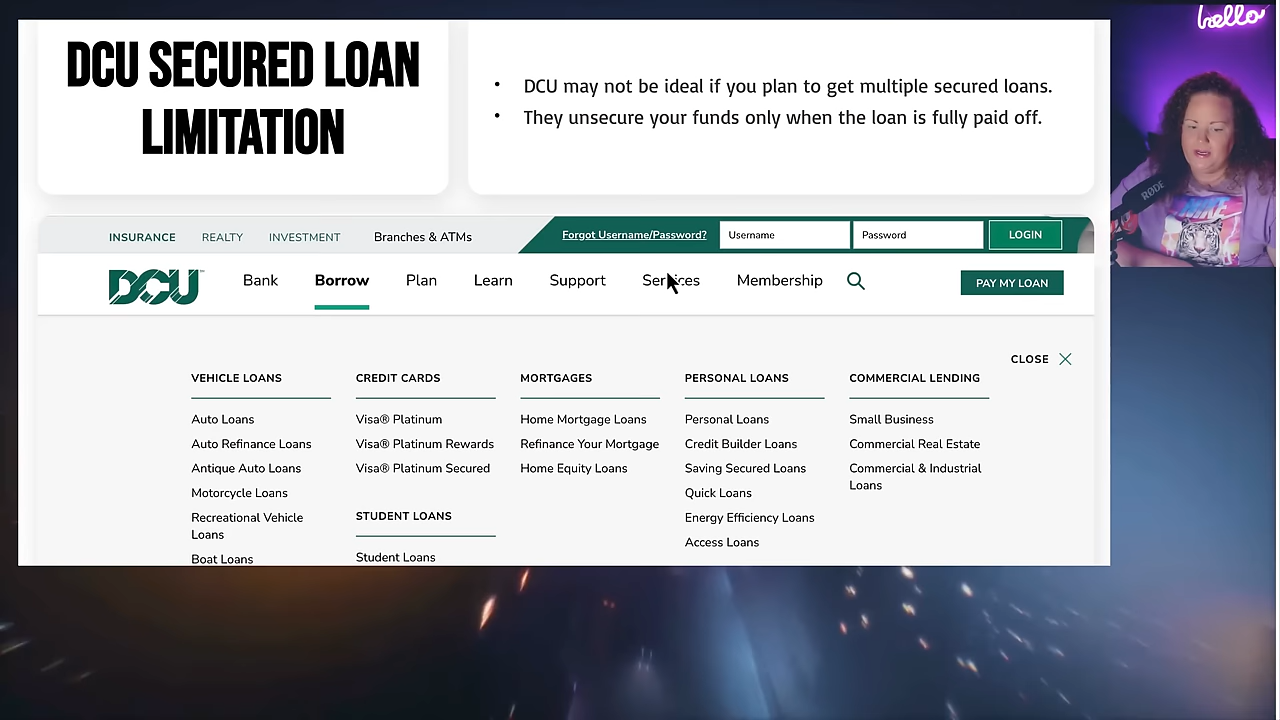 hello
DCU SECURED LOAN
LIMITATION
• DCU may not be ideal if you plan to get multiple secured loans.
• They unsecure your funds only when the loan is fully paid off.
INSURANCE REALTY INVESTMENT Branches & ATMs Forgot Username/Password? Username Password LOGIN
DCU Bank Borrow Plan Learn Support Services Membership PAY MY LOAN
CLOSE
VEHICLE LOANS
Auto Loans
Auto Refinance Loans
Antique Auto Loans
Motorcycle Loans
Recreational Vehicle
Loans
Boat Loans
CREDIT CARDS
Visa® Platinum
Visa® Platinum Rewards
Visa® Platinum Secured
STUDENT LOANS
Student Loans
MORTGAGES
Home Mortgage Loans
Refinance Your Mortgage
Home Equity Loans
PERSONAL LOANS
Personal Loans
Credit Builder Loans
Saving Secured Loans
Quick Loans
Energy Efficiency Loans
Access Loans
COMMERCIAL LENDING
Small Business
Commercial Real Estate
Commercial & Industrial
Loans
RØDE